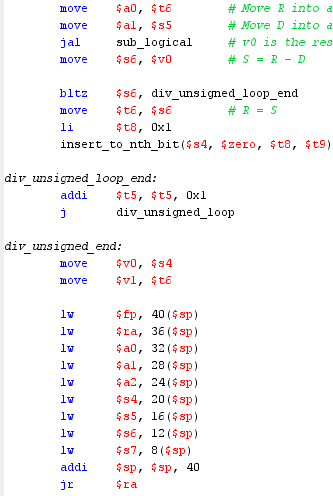 move $a0, $t6 # Move R into a
move $a1, $s5 # Move D into a
jal sub_logical # v0 is the res
move $s6, $v0 # S = R - D
bltz $s6, div_unsigned_loop_end
move $t6, $s6 # R = S
li $t8, 0x1
insert_to_nth_bit($s4, $zero, $t8, $t9)
div_unsigned_loop_end:
addi $t5, $t5, 0x1
j div_unsigned_loop
div_unsigned_end:
move $v0, $s4
move $v1, $t6
lw $fp, 40($sp)
lw $ra, 36($sp)
lw $a0, 32($sp)
lw $a1, 28($sp)
lw $a2, 24($sp)
lw $s4, 20($sp)
lw $s5, 16($sp)
lw $s6, 12($sp)
lw $s7, 8($sp)
addi $sp, $sp, 40
jr $ra